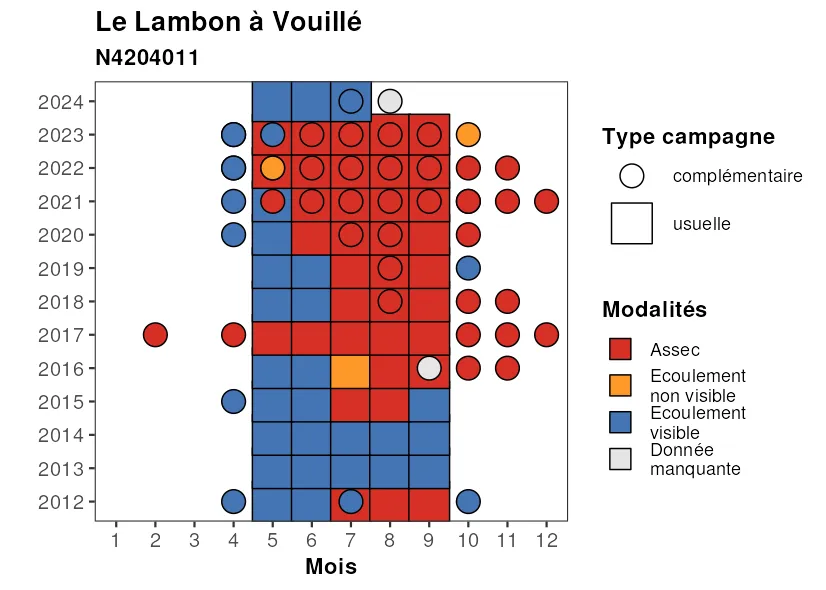 Le Lambon à Vouillé
N4204011
2024
2023
2022
2021
2020
2019
2018
2017
2016
2015
2014
2013
2012
1 2 3 4 5 6 7 8 9 10 11 12
Mois
Type campagne
complémentaire
usuelle
Modalités
Assec
Ecoulement
non visible
Ecoulement
visible
Donnée
manquante